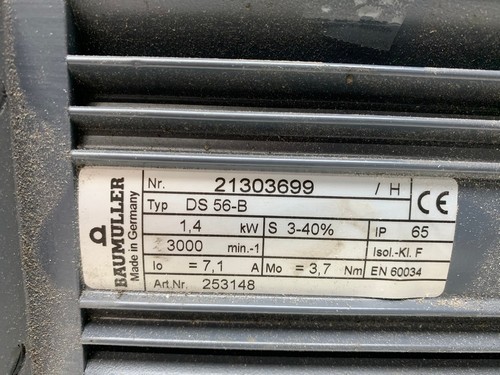 BAUMÜLLER
Made in Germany
Nr. 21303699 / H
Typ DS 56-B
1,4 kW S 3-40% IP 65
3000 min.-1 Isol.-Kl. F
Io = 7,1 A Mo = 3,7 Nm EN 60034
Art.Nr. 253148
CE